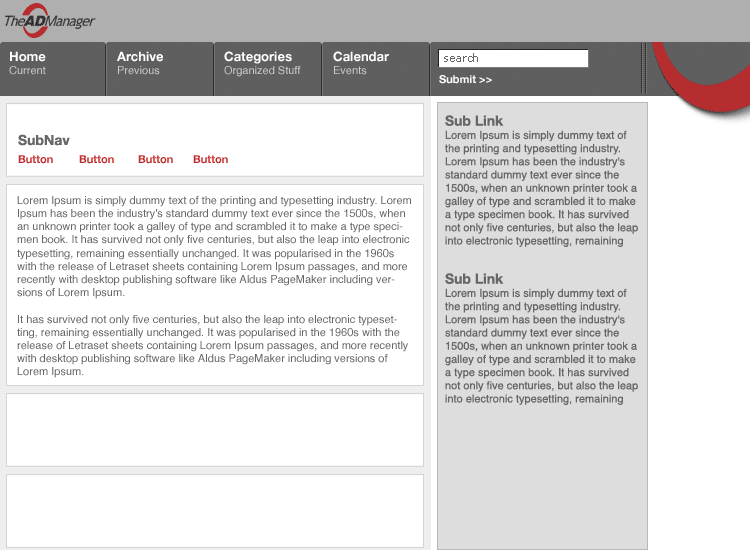 TheADManager
Home
Current
Archive
Previous
Categories
Organized Stuff
Calendar
Events
search
Submit >>
SubNav
Button Button Button Button
Lorem Ipsum is simply dummy text of the printing and typesetting industry. Lorem
Ipsum has been the industry's standard dummy text ever since the 1500s, when
an unknown printer took a galley of type and scrambled it to make a type speci-
men book. It has survived not only five centuries, but also the leap into electronic
typesetting, remaining essentially unchanged. It was popularised in the 1960s
with the release of Letraset sheets containing Lorem Ipsum passages, and more
recently with desktop publishing software like Aldus PageMaker including ver-
sions of Lorem Ipsum.
It has survived not only five centuries, but also the leap into electronic typeset-
ting, remaining essentially unchanged. It was popularised in the 1960s with the
release of Letraset sheets containing Lorem Ipsum passages, and more recently
with desktop publishing software like Aldus PageMaker including versions of
Lorem Ipsum.
Sub Link
Lorem Ipsum is simply dummy text of
the printing and typesetting industry.
Lorem Ipsum has been the industry's
standard dummy text ever since the
1500s, when an unknown printer took a
galley of type and scrambled it to make
a type specimen book. It has survived
not only five centuries, but also the leap
into electronic typesetting, remaining
Sub Link
Lorem Ipsum is simply dummy text of
the printing and typesetting industry.
Lorem Ipsum has been the industry's
standard dummy text ever since the
1500s, when an unknown printer took a
galley of type and scrambled it to make
a type specimen book. It has survived
not only five centuries, but also the leap
into electronic typesetting, remaining